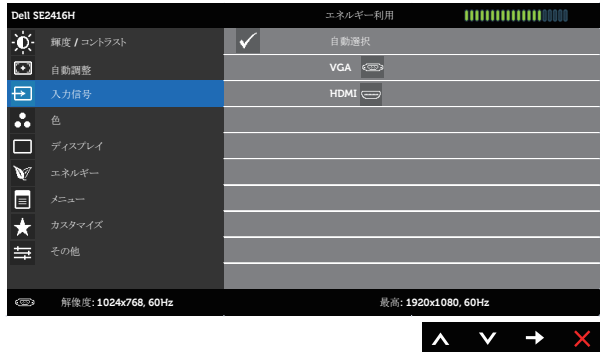 Dell SE2416H エネルギー利用
輝度 / コントラスト 自動選択
自動調整 VGA
入力信号 HDMI
色
ディスプレイ
エネルギー
メニュー
カスタマイズ
その他
解像度: 1024x768, 60Hz 最高: 1920x1080, 60Hz